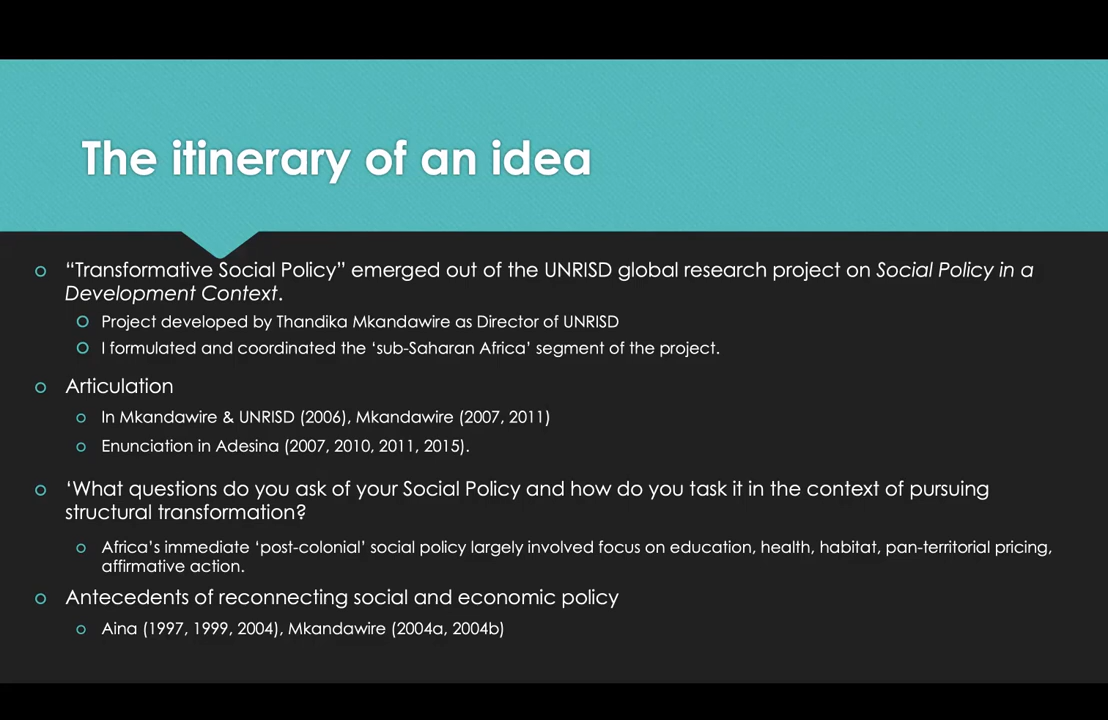 The itinerary of an idea
“Transformative Social Policy” emerged out of the UNRISD global research project on Social Policy in a
Development Context.
Project developed by Thandika Mkandawire as Director of UNRISD
I formulated and coordinated the ‘sub-Saharan Africa’ segment of the project.
Articulation
In Mkandawire & UNRISD (2006), Mkandawire (2007, 2011)
Enunciation in Adesina (2007, 2010, 2011, 2015).
‘What questions do you ask of your Social Policy and how do you task it in the context of pursuing
structural transformation?
Africa’s immediate ‘post-colonial’ social policy largely involved focus on education, health, habitat, pan-territorial pricing,
affirmative action.
Antecedents of reconnecting social and economic policy
Aina (1997, 1999, 2004), Mkandawire (2004a, 2004b)